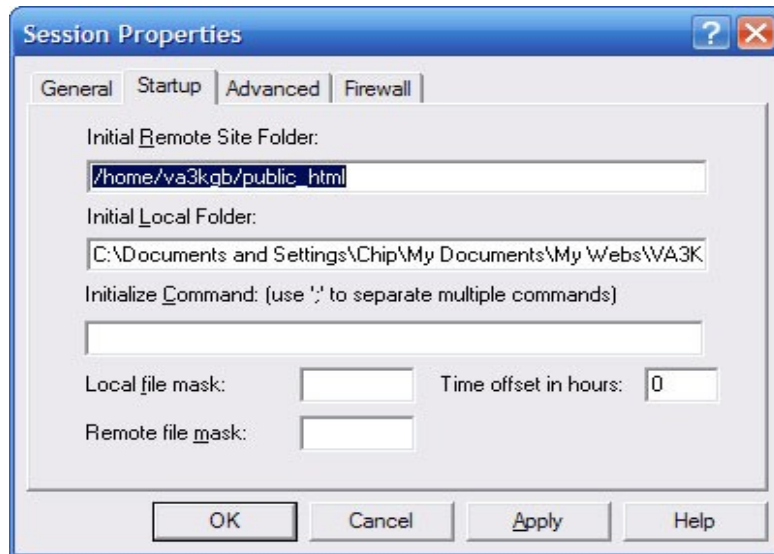 Session Properties
General Startup Advanced Firewall
Initial Remote Site Folder:
/home/va3kgb/public_html
Initial Local Folder:
C:\Documents and Settings\Chip\My Documents\My Webs\VA3K
Initialize Command: (use ';' to separate multiple commands)
Local file mask: Time offset in hours: 0
Remote file mask:
OK Cancel Apply Help